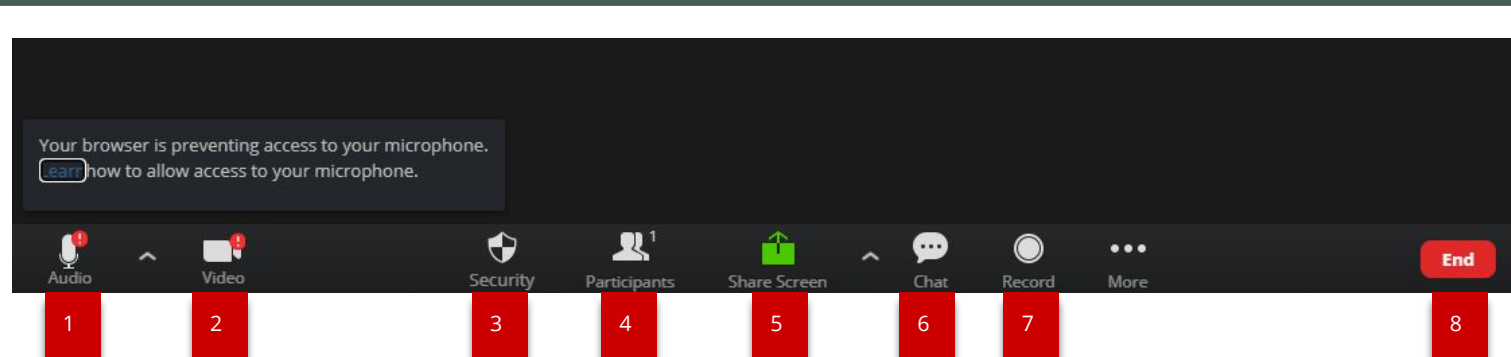 Your browser is preventing access to your microphone.
Learn how to allow access to your microphone.
1
Audio Video Security Participants Share Screen Chat Record More End
1 2 3 4 5 6 7 8